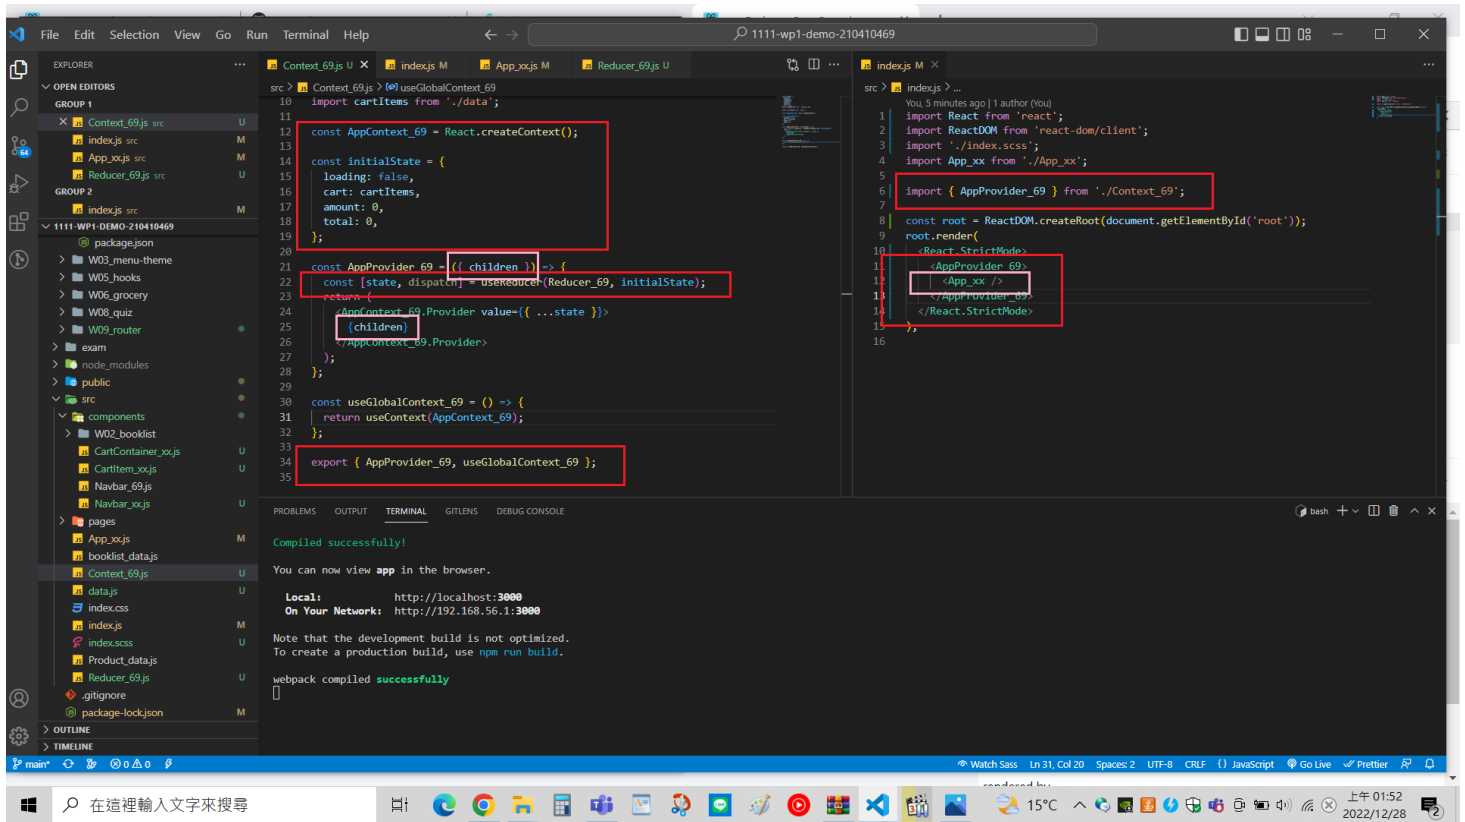 File Edit Selection View Go Run Terminal Help
1111-wp1-demo-210410469
EXPLORER
OPEN EDITORS
GROUP 1
Context_69.js src U
index.js src M
App_xx.js src M
Reducer_69.js src U
GROUP 2
index.js src M
1111-WP1-DEMO-210410469
package.json
W03_menu-theme
W05_hooks
W06_grocery
W08_quiz
W09_router
exam
node_modules
public
src
components
W02_booklist
CartContainer_xx.js U
CartItem_xx.js U
Navbar_69.js
Navbar_xx.js U
pages
App_xx.js M
booklist_data.js
Context_69.js U
data.js U
index.css
index.js M
index.scss U
Product_data.js
Reducer_69.js U
.gitignore
package-lock.json M
OUTLINE
TIMELINE
Context_69.js U index.js M App_xx.js M Reducer_69.js U
src > Context_69.js > useGlobalContext_69
10 import cartItems from './data';
11
12 const AppContext_69 = React.createContext();
13
14 const initialState = {
15 loading: false,
16 cart: cartItems,
17 amount: 0,
18 total: 0,
19 };
20
21 const AppProvider_69 = ({ children }) => {
22 const [state, dispatch] = useReducer(Reducer_69, initialState);
23 return (
24 <AppContext_69.Provider value={{ ...state }}>
25 {children}
26 </AppContext_69.Provider>
27 );
28 };
29
30 const useGlobalContext_69 = () => {
31 return useContext(AppContext_69);
32 };
33
34 export { AppProvider_69, useGlobalContext_69 };
35
index.js M
src > index.js > ...
You, 5 minutes ago | 1 author (You)
1 import React from 'react';
2 import ReactDOM from 'react-dom/client';
3 import './index.scss';
4 import App_xx from './App_xx';
5
6 import { AppProvider_69 } from './Context_69';
7
8 const root = ReactDOM.createRoot(document.getElementById('root'));
9 root.render(
10 <React.StrictMode>
11 <AppProvider_69>
12 <App_xx />
13 </AppProvider_69>
14 </React.StrictMode>
15 );
16
PROBLEMS OUTPUT TERMINAL GITLENS DEBUG CONSOLE
bash
Compiled successfully!
You can now view app in the browser.
Local: http://localhost:3000
On Your Network: http://192.168.56.1:3000
Note that the development build is not optimized.
To create a production build, use npm run build.
webpack compiled successfully
64
main* 0 0
Watch Sass Ln 31, Col 20 Spaces: 2 UTF-8 CRLF {} JavaScript Go Live Prettier
在這裡輸入文字來搜尋
15°C
上午 01:52
2022/12/28
2